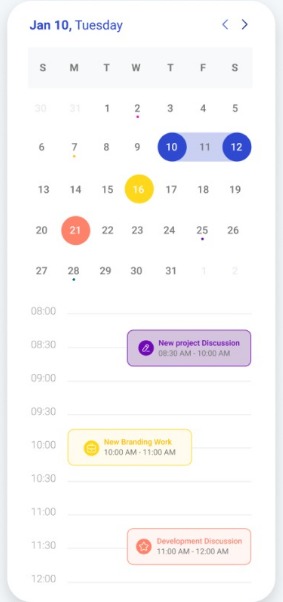 Jan 10, Tuesday
S M T W T F S
30 31 1 2 3 4 5
6 7 8 9 10 11 12
13 14 15 16 17 18 19
20 21 22 23 24 25 26
27 28 29 30 31 1 2
08:00
New project Discussion
08:30
08:30 AM - 10:00 AM
09:00
09:30
New Branding Work
10:00
10:00 AM - 11:00 AM
10:30
11:00
Development Discussion
11:30
11:00 AM - 12:00 AM
12:00